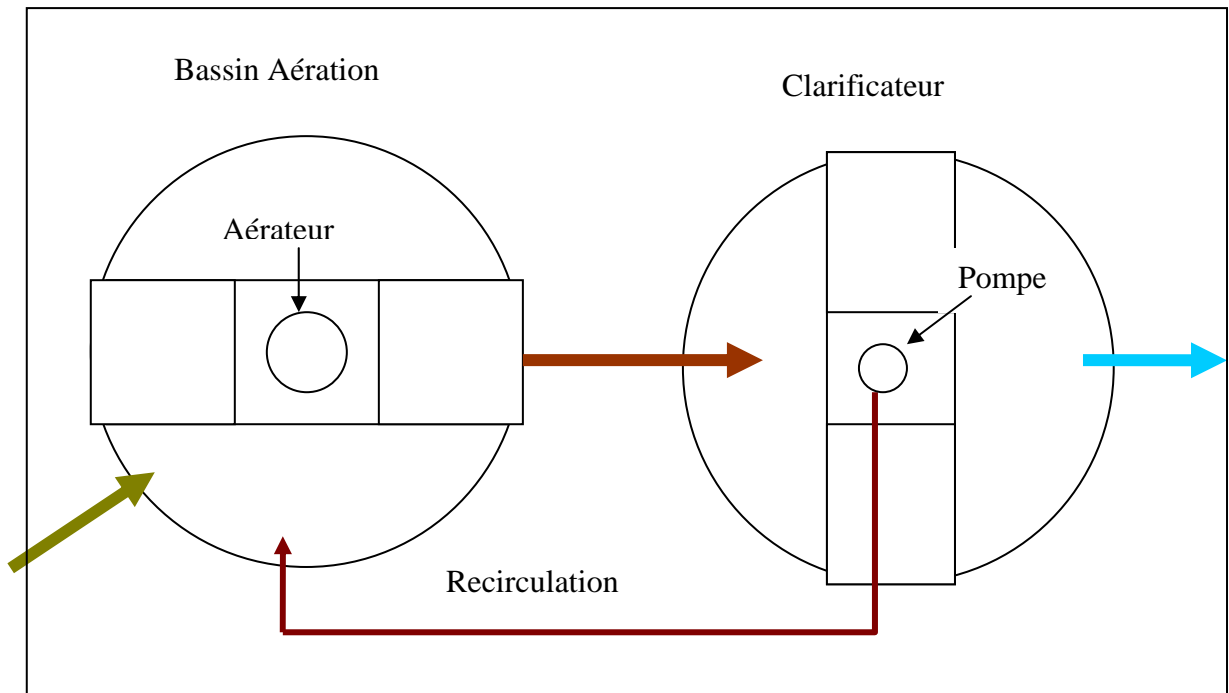 Bassin Aération
Clarificateur
Aérateur
Pompe
Recirculation